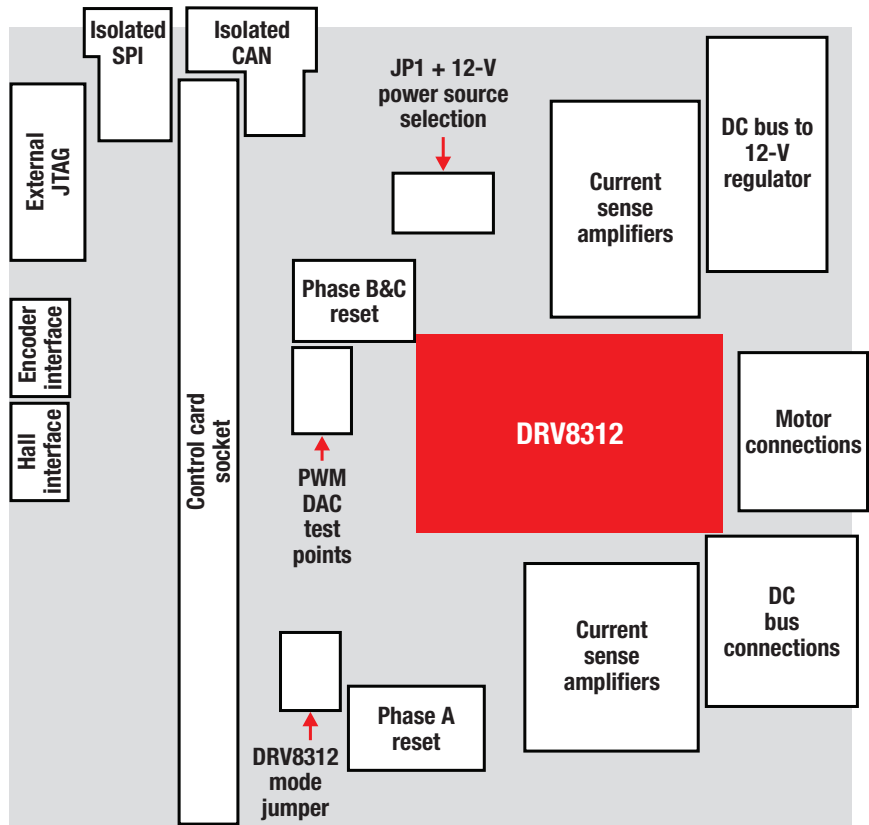 Isolated
SPI
Isolated
CAN
JP1 + 12-V
power source
selection
DC bus to
12-V
regulator
External
JTAG
Current
sense
amplifiers
Phase B&C
reset
Encoder
interface
Hall
interface
Control card
socket
DRV8312
Motor
connections
PWM
DAC
test
points
DC
bus
connections
Current
sense
amplifiers
Phase A
reset
DRV8312
mode
jumper